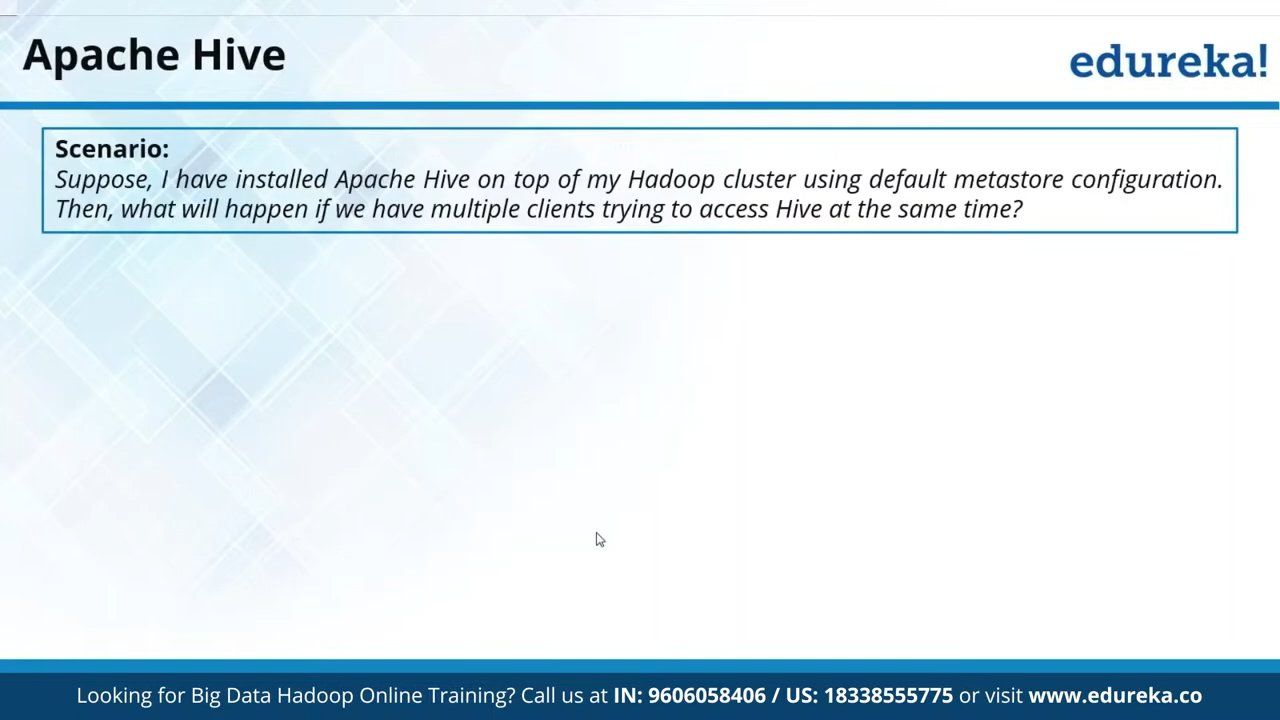 Apache Hive
edureka!
Scenario:
Suppose, I have installed Apache Hive on top of my Hadoop cluster using default metastore configuration.
Then, what will happen if we have multiple clients trying to access Hive at the same time?
Looking for Big Data Hadoop Online Training? Call us at IN: 9606058406 / US: 18338555775 or visit www.edureka.co